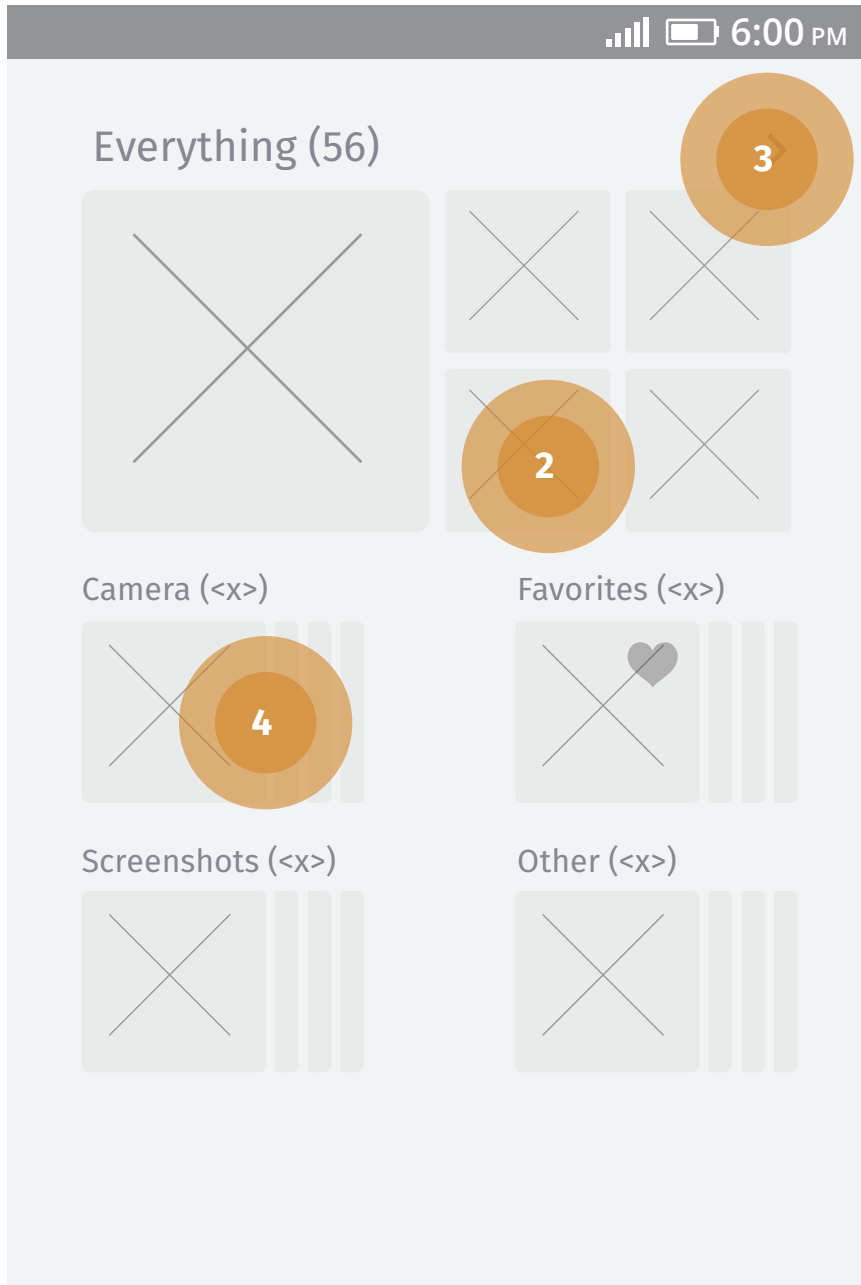 6:00 PM
Everything (56)
3
2
Camera (<x>)
Favorites (<x>)
4
Screenshots (<x>)
Other (<x>)